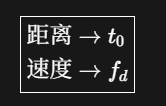 距离 → t₀
速度 → f_d